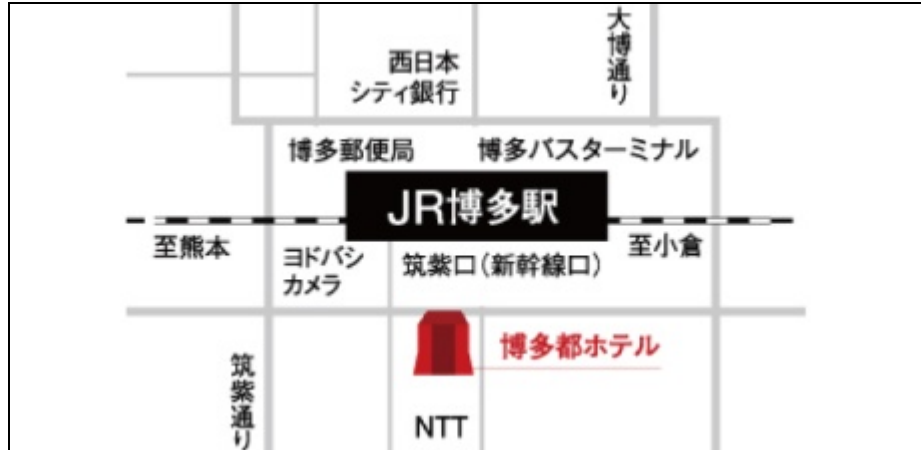 大博通り
西日本
シティ銀行
博多郵便局
博多バスターミナル
JR博多駅
至熊本
ヨドバシ
カメラ
筑紫口(新幹線口)
至小倉
博多都ホテル
筑紫通り
NTT